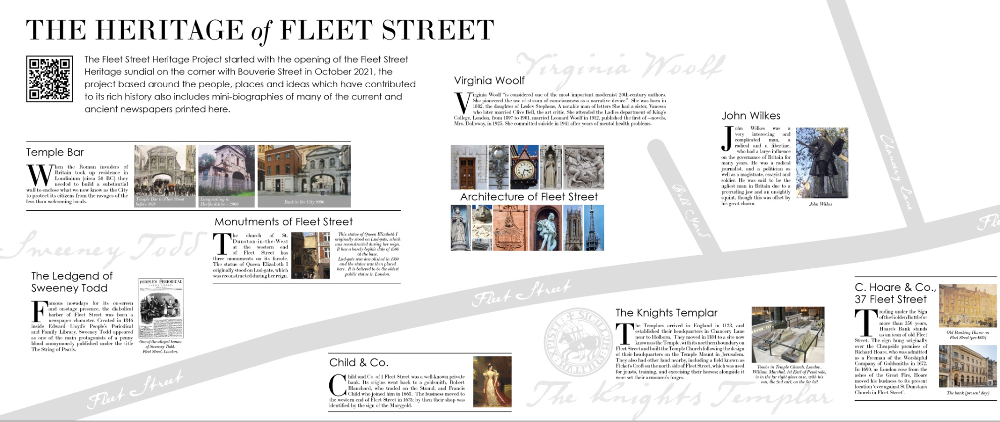 THE HERITAGE of FLEET STREET
The Fleet Street Heritage Project started with the opening of the Fleet Street
Heritage sundial on the corner with Bouverie Street in October 2021, the
project based around the people, places and ideas which have contributed
to its rich history also includes mini-biographies of many of the current and
ancient newspapers printed here.
Temple Bar
When the Roman invaders of
Britain took up residence in
Londinium (circa 50 BC) they
needed to build a substantial
wall to enclose what we now know as the City
to protect its citizens from the ravages of the
less than welcoming locals.
Temple Bar in Fleet Street
before 1878
Languishing in
Hertfordshire – 2000
Back in the City 2006
Monutments of Fleet Street
The church of St.
Dunstan-in-the-West
at the western end
of Fleet Street has
three monuments on its facade.
The statue of Queen Elizabeth I
originally stood on Lud-gate, which
was reconstructed during her reign.
This statue of Queen Elizabeth I
originally stood on Lud-gate, which
was reconstructed during her reign.
It has a barely-legible date of 1586
at the base.
Lud-gate was demolished in 1760
and the statue was then placed
here. It is believed to be the oldest
public statue in London.
Sweeney Todd
The Ledgend of
Sweeney Todd
Famous nowadays for its on-screen
and on-stage presence, the diabolical
barber of Fleet Street was born a
newspaper character. Created in 1846
inside Edward Lloyd's People's Periodical
and Family Library, Sweeney Todd appeared
as one of the main protagonists of a penny
blood anonymously published under the title
The String of Pearls.
PEOPLE'S PERIODICAL
FAMILY LIBRARY
One of the alleged homes
of Sweeney Todd.
Fleet Street, London.
Fleet Street
Child & Co.
Child and Co. of 1 Fleet Street was a well-known private
bank. Its origins went back to a goldsmith, Robert
Blanchard, who traded on the Strand, and Francis
Child who joined him in 1665. The business moved to
the western end of Fleet Street in 1673; by then their shop was
identified by the sign of the Marygold.
Virginia Woolf
Virginia Woolf
Virginia Woolf "is considered one of the most important modernist 20th-century authors.
She pioneered the use of stream of consciousness as a narrative device." She was born in
1882, the daughter of Lesley Stephens, A notable man of letters She had a sister, Vanessa
who later married Clive Bell, the art critic. She attended the Ladies department of King's
College, London, from 1897 to 1901, married Leonard Woolf in 1912, published the first of —novels,
Mrs. Dalloway, in 1925. She committed suicide in 1941 after years of mental health problems.
Architecture of Fleet Street
Fleet Street
Bell Yard
John Wilkes
John Wilkes was a
very interesting and
complicated man, a
radical and a libertine,
who had a large influence
on the governance of Britain for
many years. He was a radical
journalist, and a politician as
well as a magistrate, essayist and
soldier. He was said to be the
ugliest man in Britain due to a
protruding jaw and an unsightly
squint, though this was offset by
his great charm.
John Wilkes
Chancery Lane
Fle
The Knights Templar
The Templars arrived in England in 1128, and
established their headquarters in Chancery Lane
near to Holborn. They moved in 1184 to a site now
known as the Temple, with its northern boundary on
Fleet Street and built the Temple Church following the design
of their headquarters on the Temple Mount in Jerusalem.
They also had other land nearby, including a field known as
Ficket's Croft on the north side of Fleet Street, which was used
for jousts, training, and exercising their horses; alongside it
were set their armourer's forges.
Tombs in Temple Church, London.
William Marshal, 1st Earl of Pembroke,
is in the far right glass case, with his
son, the 2nd earl, on the far left
The Knights Templar
C. Hoare & Co.,
37 Fleet Street
Trading under the Sign
of the Golden Bottle for
more than 350 years,
Hoare's Bank stands
as an icon of old Fleet
Street. The sign hung originally
over the Cheapside premises of
Richard Hoare, who was admitted
as a Freeman of the Worshipful
Company of Goldsmiths in 1672.
In 1690, as London rose from the
ashes of the Great Fire, Hoare
moved his business to its present
location 'over against St Dunstan's
Church in Fleet Street'.
Old Banking House on
Fleet Street (pre-1829)
The bank (present day)